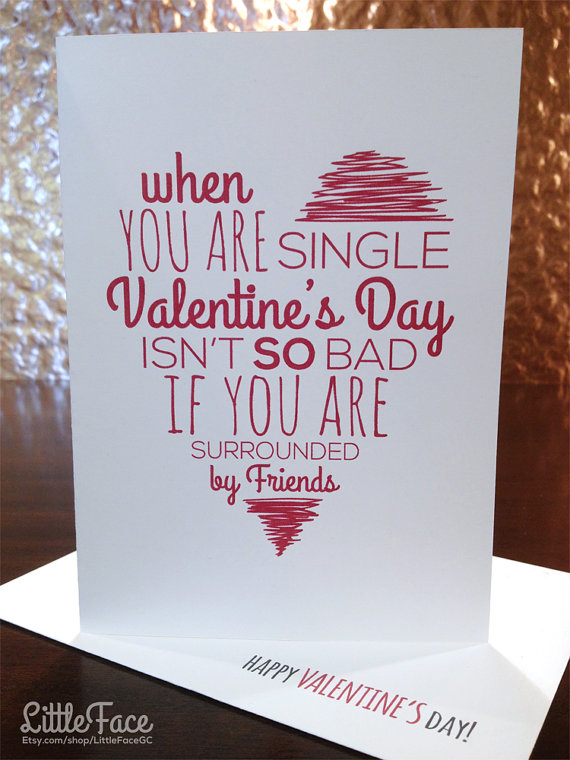 when
YOU ARE SINGLE
Valentine's Day
ISN'T SO BAD
IF YOU ARE
SURROUNDED
by Friends
HAPPY VALENTINE'S DAY!
LittleFace
Etsy.com/shop/LittleFaceGC